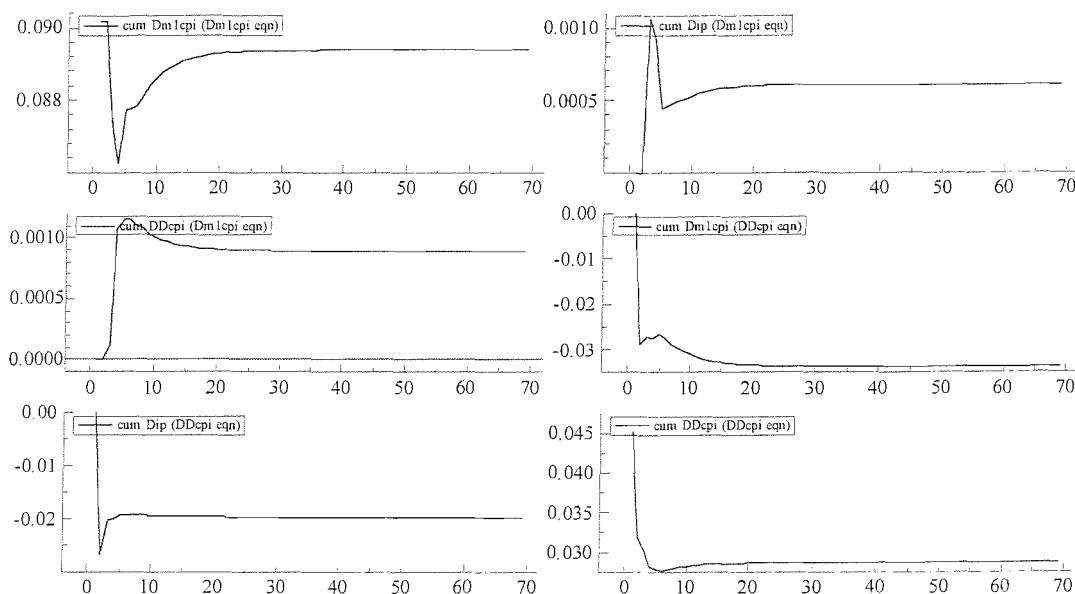 0.090
cum Dm1cpi (Dm1cpi eqn)
0.088
0 10 20 30 40 50 60 70
0.0010
cum Dip (Dm1cpi eqn)
0.0005
0 10 20 30 40 50 60 70
cum DDcpi (Dm1cpi eqn)
0.0010
0.0005
0.0000
0 10 20 30 40 50 60 70
0.00
cum Dm1cpi (DDcpi eqn)
-0.01
-0.02
-0.03
0 10 20 30 40 50 60 70
0.00
cum Dip (DDcpi eqn)
-0.01
-0.02
0 10 20 30 40 50 60 70
cum DDcpi (DDcpi eqn)
0.045
0.040
0.035
0.030
0 10 20 30 40 50 60 70